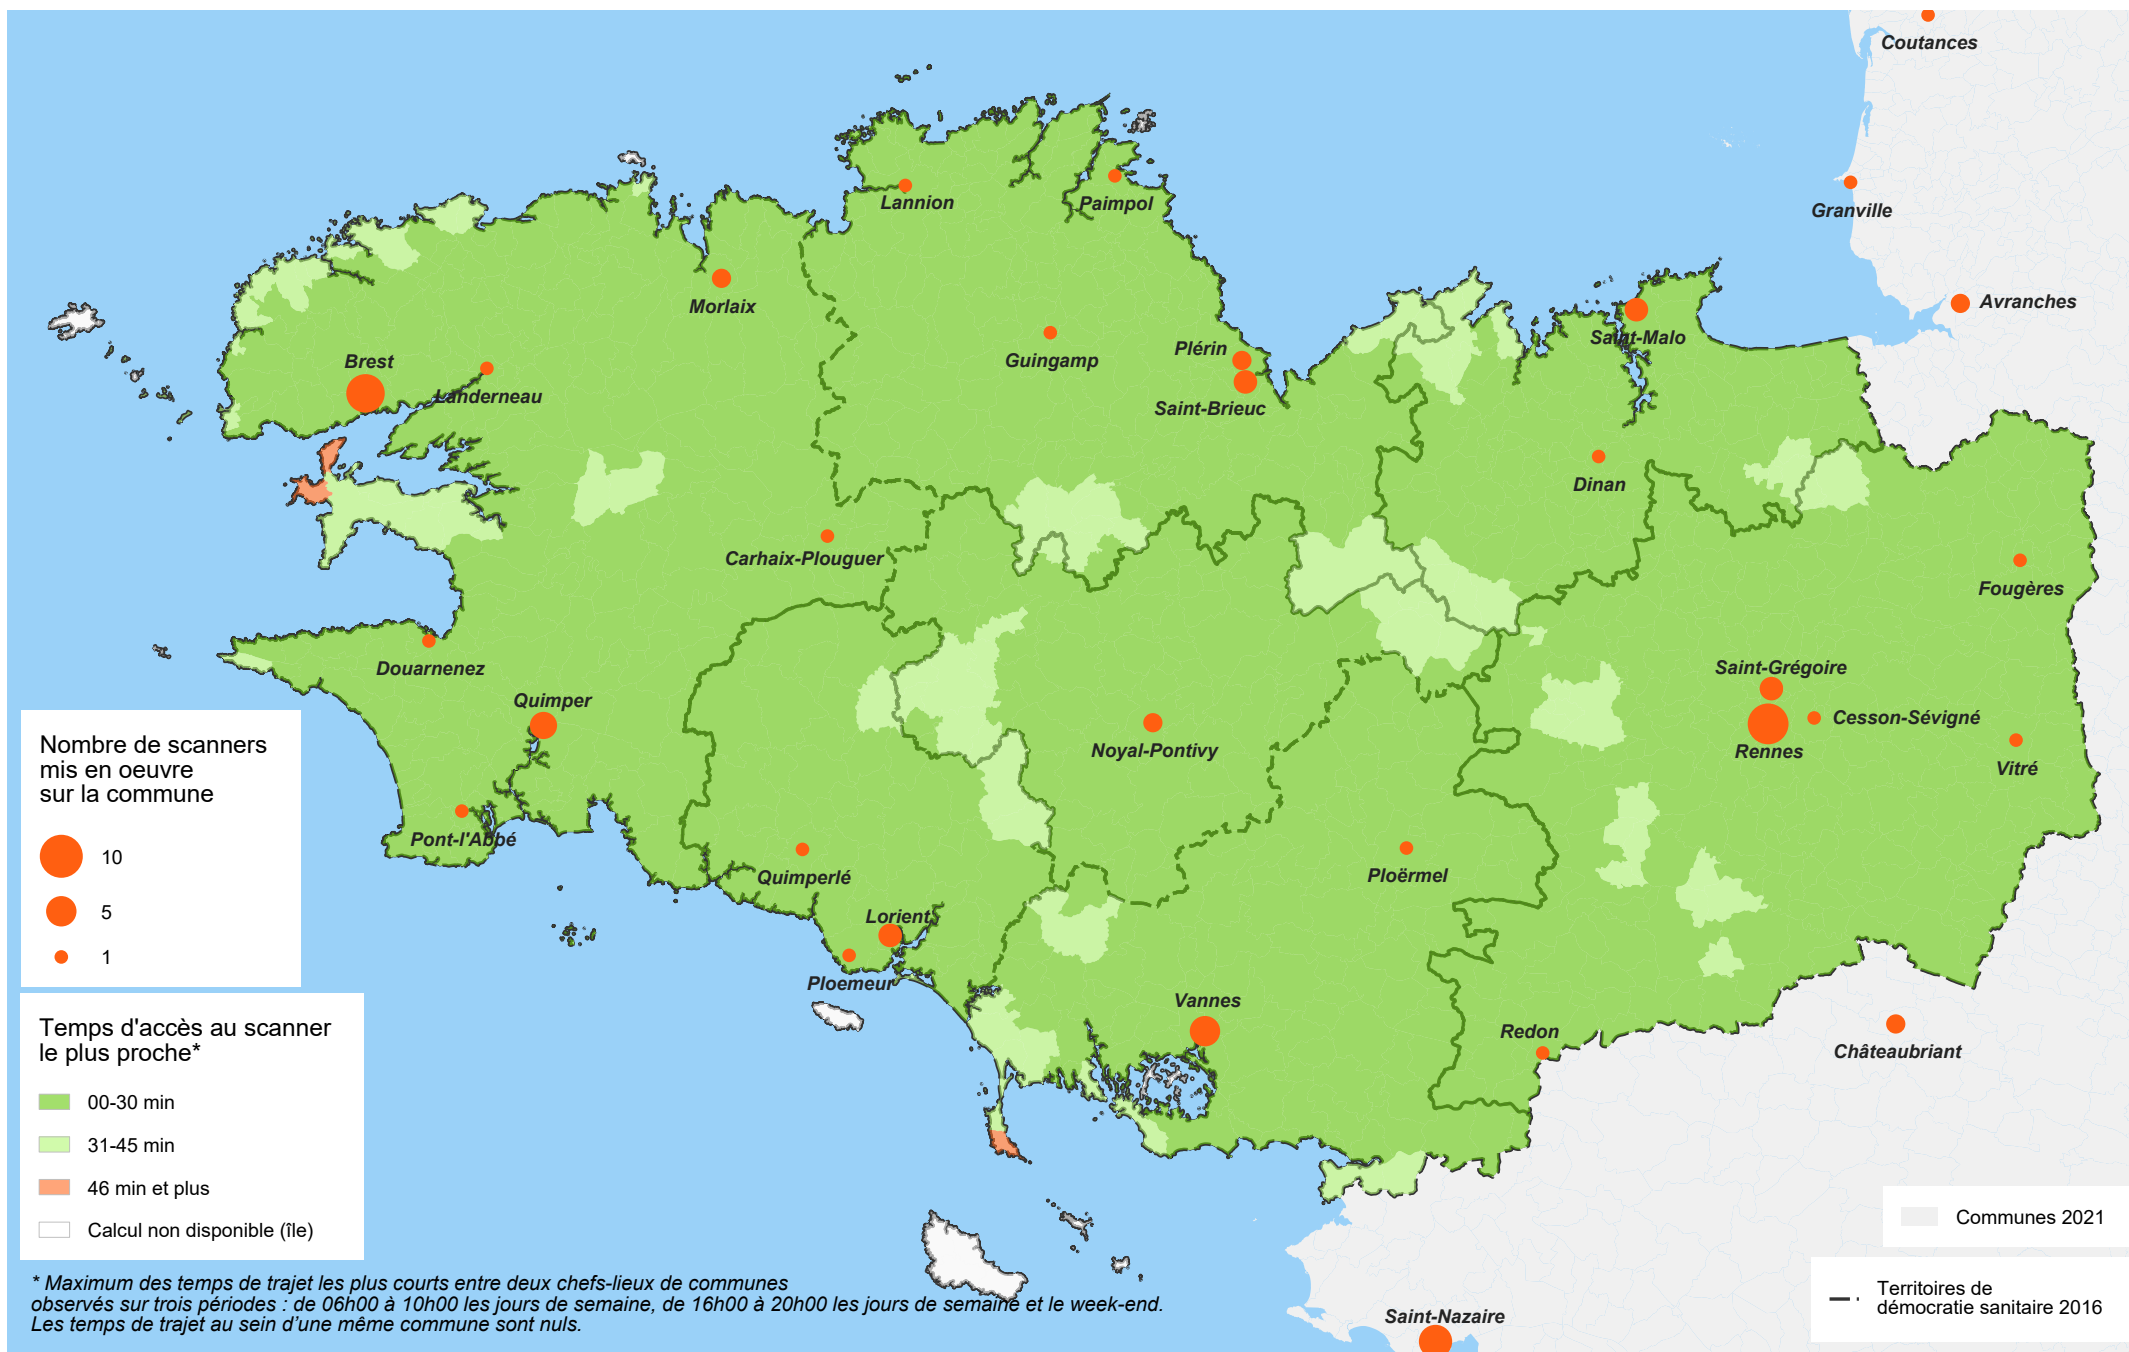 Coutances
Lannion
Paimpol
Granville
Morlaix
Avranches
Saint-Malo
Brest
Guingamp
Plérin
Landerneau
Saint-Brieuc
Dinan
Carhaix-Plouguer
Fougères
Douarnenez
Quimper
Saint-Grégoire
Cesson-Sévigné
Noyal-Pontivy
Rennes
Vitré
Pont-l'Abbé
Quimperlé
Ploërmel
Lorient
Ploemeur
Vannes
Redon
Châteaubriant
Saint-Nazaire
Nombre de scanners
mis en oeuvre
sur la commune
10
5
1
Temps d'accès au scanner
le plus proche*
00-30 min
31-45 min
46 min et plus
Calcul non disponible (île)
Communes 2021
Territoires de
démocratie sanitaire 2016
* Maximum des temps de trajet les plus courts entre deux chefs-lieux de communes
observés sur trois périodes : de 06h00 à 10h00 les jours de semaine, de 16h00 à 20h00 les jours de semaine et le week-end.
Les temps de trajet au sein d'une même commune sont nuls.